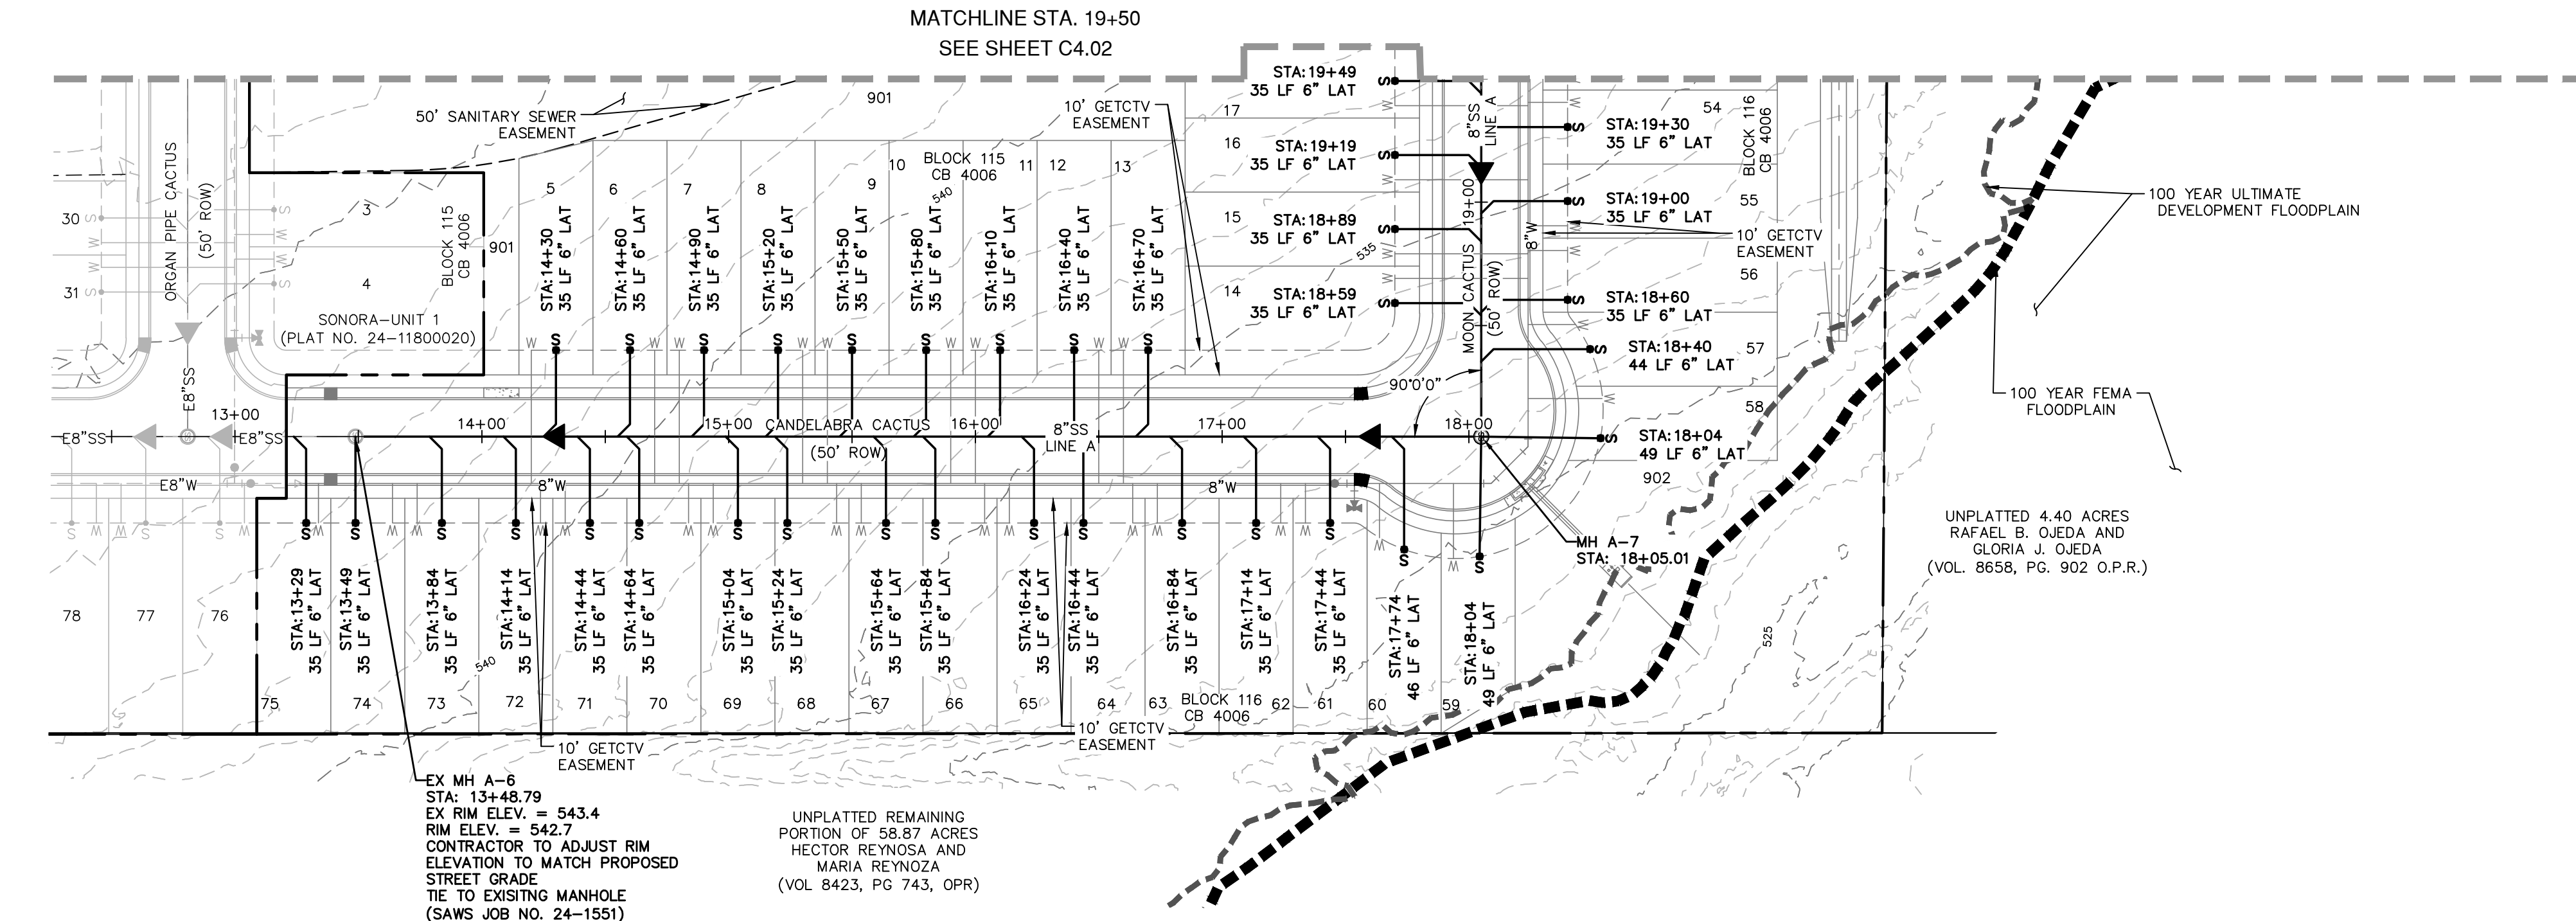 MATCHLINE STA. 19+50
SEE SHEET C4.02
50' SANITARY SEWER
EASEMENT
901
10' GETCTV
EASEMENT
STA:19+49
35 LF 6" LAT
17
STA:19+19
35 LF 6" LAT
16
STA:18+89
35 LF 6" LAT
15
535
STA:18+59
35 LF 6" LAT
14
8"SS
LINE A
19+00
MOON CACTUS
(50' ROW)
8"W
STA:19+30
35 LF 6" LAT
54
BLOCK 116
CB 4006
STA:19+00
35 LF 6" LAT
55
10' GETCTV
EASEMENT
56
STA:18+60
35 LF 6" LAT
STA:18+40
44 LF 6" LAT
57
58
STA:18+04
49 LF 6" LAT
902
100 YEAR ULTIMATE
DEVELOPMENT FLOODPLAIN
100 YEAR FEMA
FLOODPLAIN
UNPLATTED 4.40 ACRES
RAFAEL B. OJEDA AND
GLORIA J. OJEDA
(VOL. 8658, PG. 902 O.P.R.)
525
ORGAN PIPE CACTUS
(50' ROW)
30
31
3
4
BLOCK 115
CB 4006
901
SONORA-UNIT 1
(PLAT NO. 24-11800020)
5
6
7
8
9
10
BLOCK 115
CB 4006
540
11
12
13
STA:14+30
35 LF 6" LAT
STA:14+60
35 LF 6" LAT
STA:14+90
35 LF 6" LAT
STA:15+20
35 LF 6" LAT
STA:15+50
35 LF 6" LAT
STA:15+80
35 LF 6" LAT
STA:16+10
35 LF 6" LAT
STA:16+40
35 LF 6" LAT
STA:16+70
35 LF 6" LAT
90°0'0"
E8"SS
E8"SS
13+00
E8"SS
14+00
15+00
CANDELABRA CACTUS
(50' ROW)
16+00
8"SS
LINE A
17+00
18+00
E8"W
8"W
8"W
MH A-7
STA: 18+05.01
STA:13+29
35 LF 6" LAT
STA:13+49
35 LF 6" LAT
STA:13+84
35 LF 6" LAT
STA:14+14
35 LF 6" LAT
STA:14+44
35 LF 6" LAT
STA:14+64
35 LF 6" LAT
STA:15+04
35 LF 6" LAT
STA:15+24
35 LF 6" LAT
STA:15+64
35 LF 6" LAT
STA:15+84
35 LF 6" LAT
STA:16+24
35 LF 6" LAT
STA:16+44
35 LF 6" LAT
STA:16+84
35 LF 6" LAT
STA:17+14
35 LF 6" LAT
STA:17+44
35 LF 6" LAT
STA:17+74
46 LF 6" LAT
STA:18+04
49 LF 6" LAT
540
78
77
76
75
74
73
72
71
70
69
68
67
66
65
64
63
BLOCK 116
CB 4006
62
61
60
59
10' GETCTV
EASEMENT
10' GETCTV
EASEMENT
EX MH A-6
STA: 13+48.79
EX RIM ELEV. = 543.4
RIM ELEV. = 542.7
CONTRACTOR TO ADJUST RIM
ELEVATION TO MATCH PROPOSED
STREET GRADE
TIE TO EXISITNG MANHOLE
(SAWS JOB NO. 24-1551)
UNPLATTED REMAINING
PORTION OF 58.87 ACRES
HECTOR REYNOSA AND
MARIA REYNOZA
(VOL 8423, PG 743, OPR)